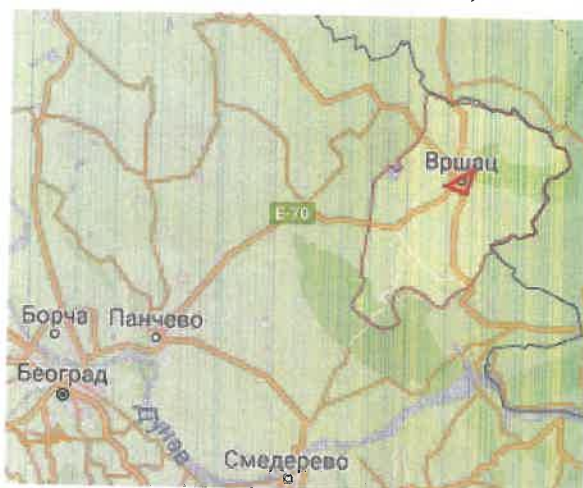 Вршац
E-70
Борча
Панчево
Београд
Дунав
Смедерево